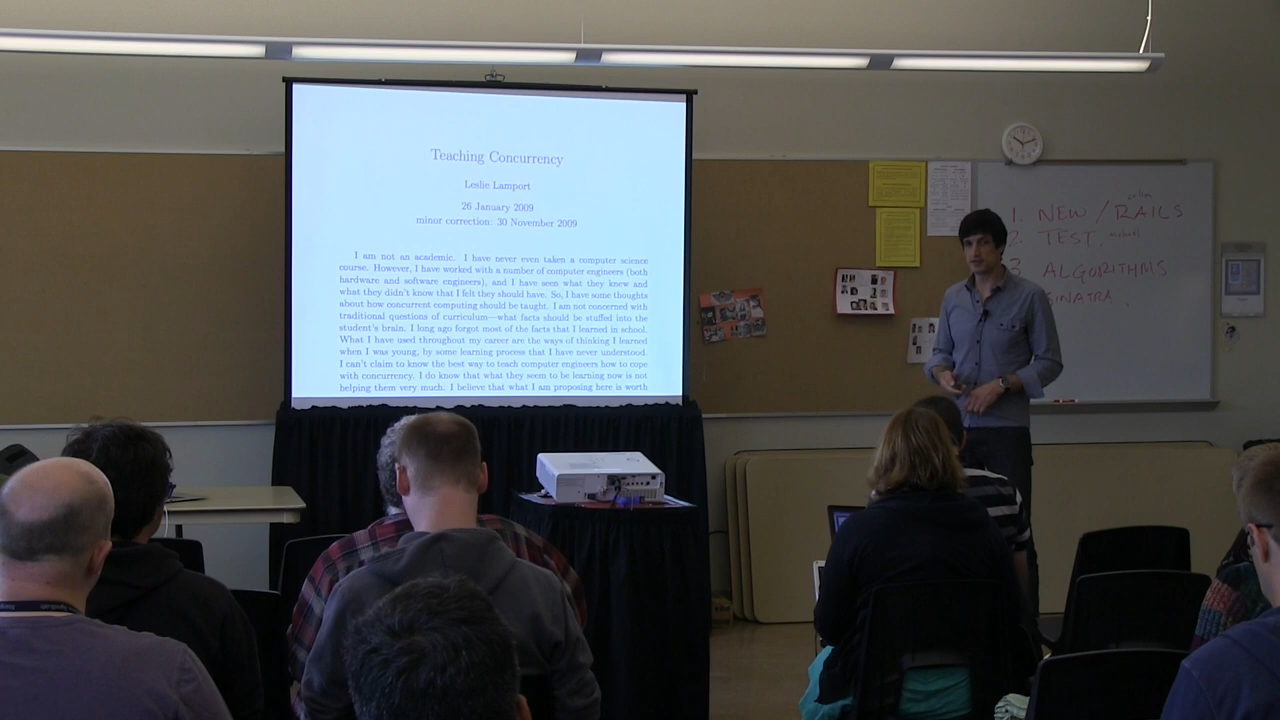 Teaching Concurrency
Leslie Lamport
26 January 2009
minor correction: 30 November 2009
I am not an academic. I have never even taken a computer science
course. However, I have worked with a number of computer engineers (both
hardware and software engineers), and I have seen what they knew and
what they didn't know that I felt they should have. So, I have some thoughts
about how concurrent computing should be taught. I am not concerned with
traditional questions of curriculum—what facts should be stuffed into the
student's brain. I long ago forgot most of the facts that I learned in school.
What I have used throughout my career are the ways of thinking I learned
when I was young, by some learning process that I have never understood.
I can't claim to know the best way to teach computer engineers how to cope
with concurrency. I do know that what they seem to be learning now is not
helping them very much. I believe that what I am proposing here is worth
1. NEW / RAILS
2. TEST
3 ALGORITHMS
SINATRA